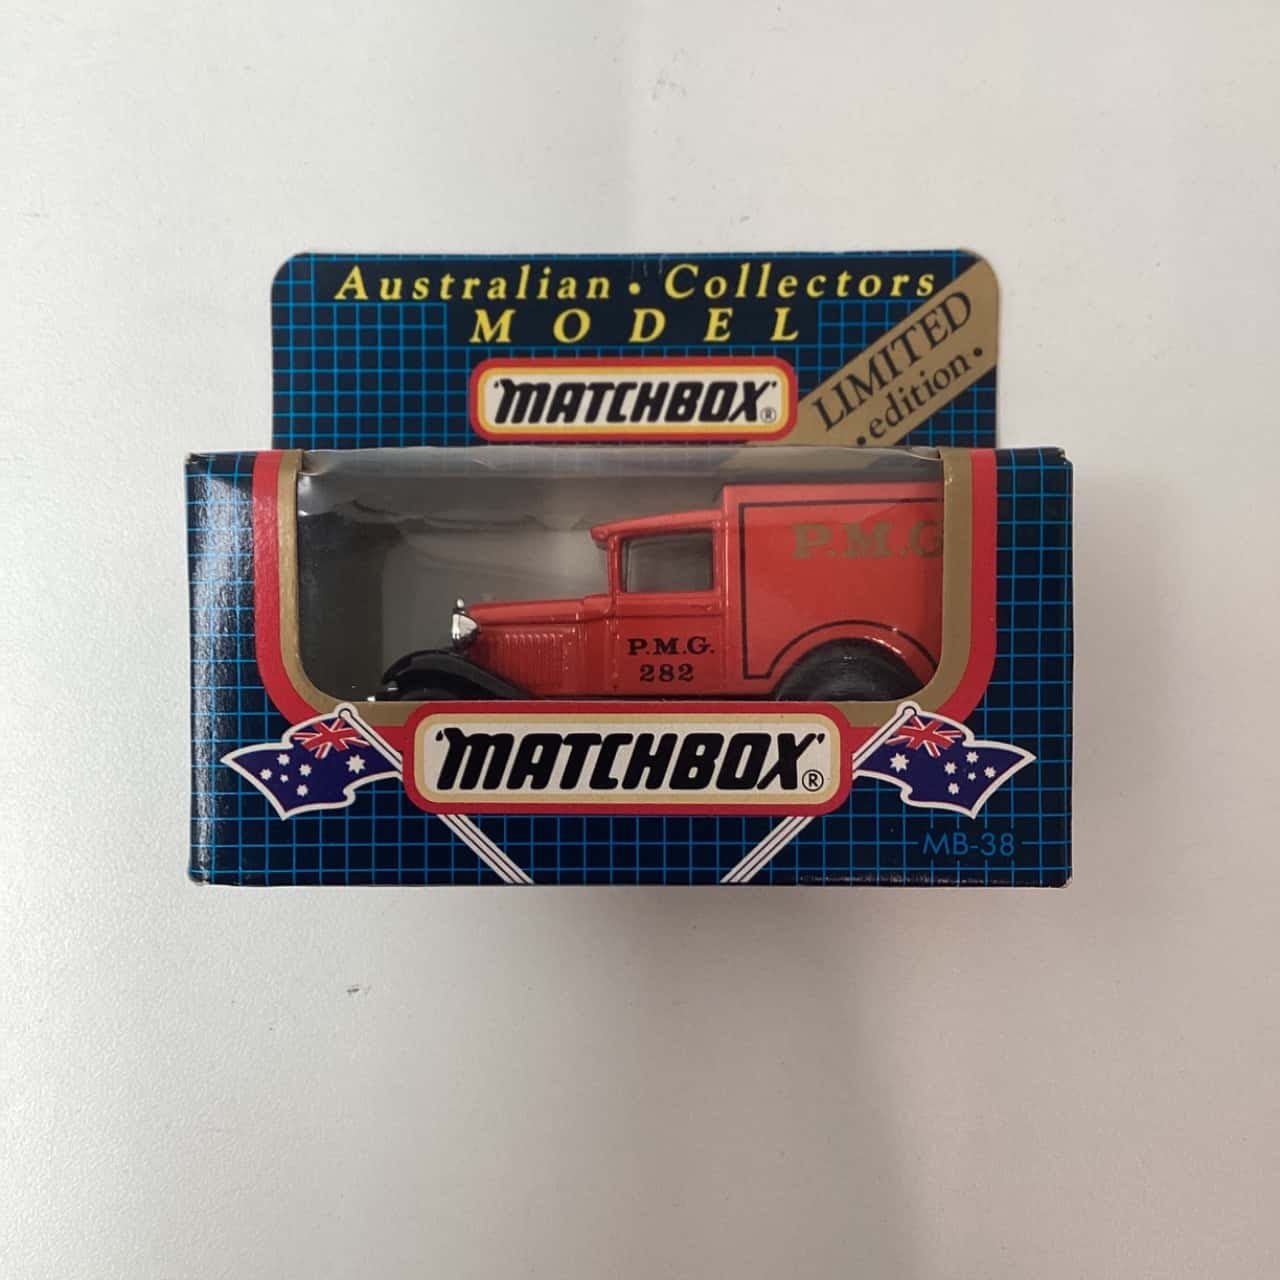 Australian • Collectors
MODEL
LIMITED
• edition •
"MATCHBOX"®
P.M.G
P.M.G.
282
"MATCHBOX"®
MB-38